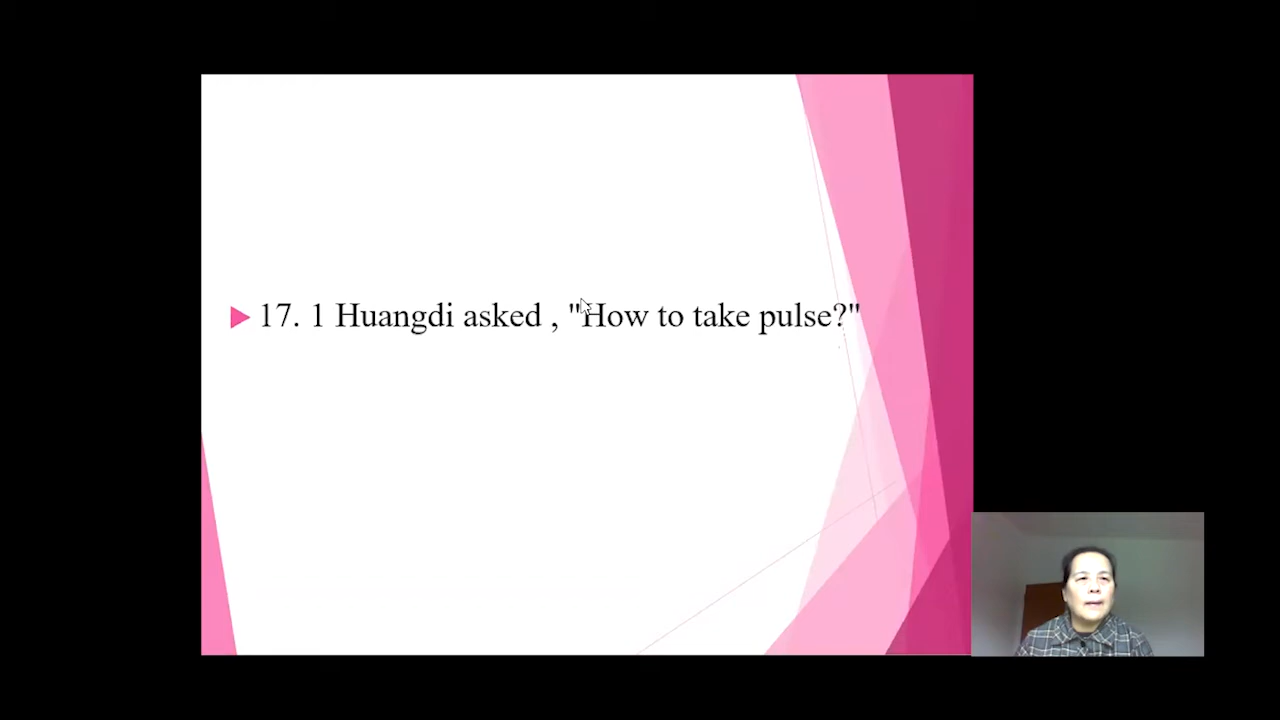 17. 1 Huangdi asked , "How to take pulse?"